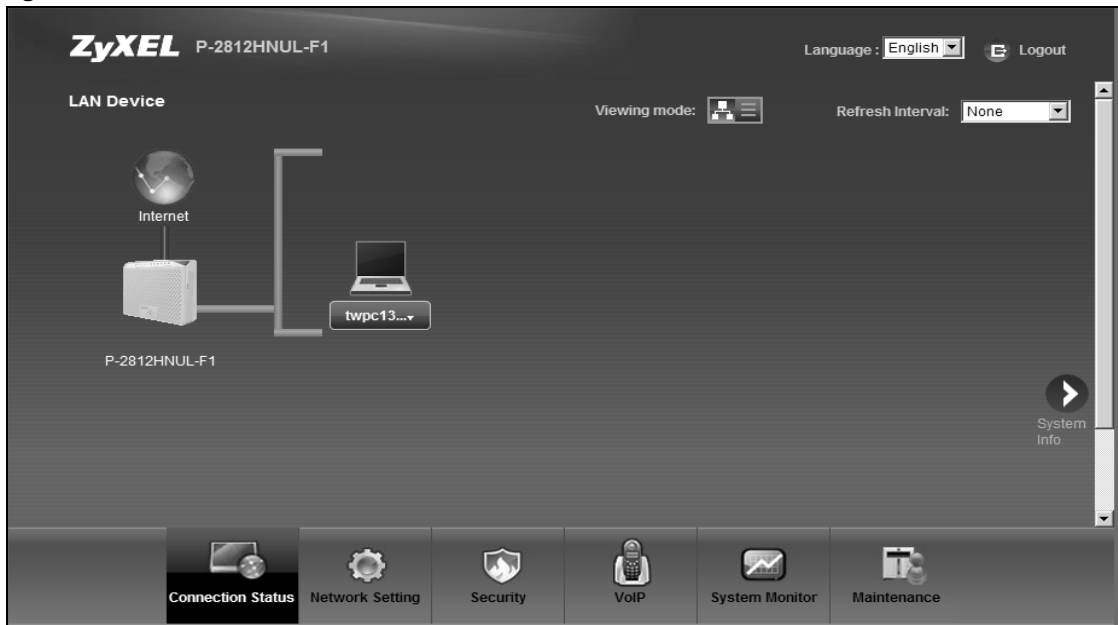 ZyXEL P-2812HNUL-F1
Language : English
Logout
LAN Device
Viewing mode:
Refresh Interval: None
Internet
twpc13...
P-2812HNUL-F1
System
Info
Connection Status
Network Setting
Security
VoIP
System Monitor
Maintenance